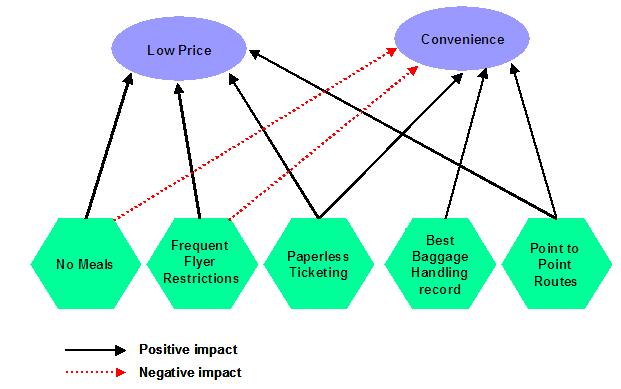 Low Price
Convenience
No Meals
Frequent
Flyer
Restrictions
Paperless
Ticketing
Best
Baggage
Handling
record
Point to
Point
Routes
Positive impact
Negative impact